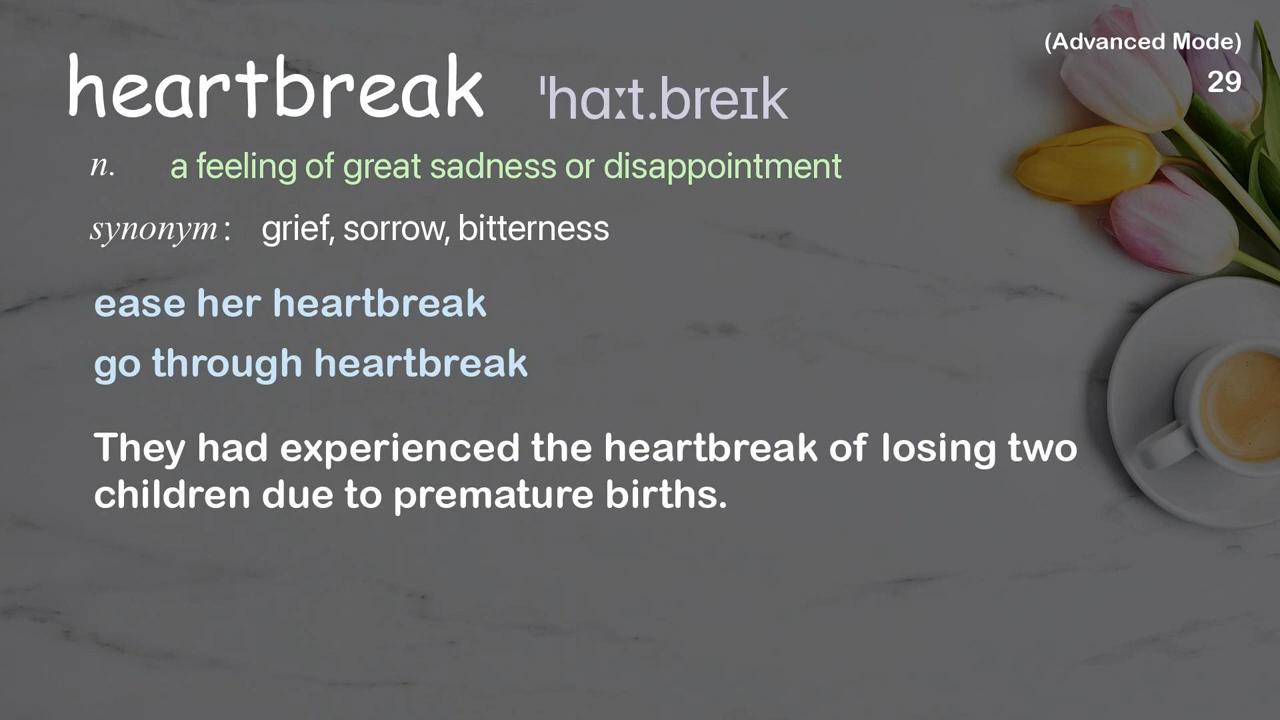 (Advanced Mode)
29
heartbreak ˈhɑːt.breɪk
n. a feeling of great sadness or disappointment
synonym: grief, sorrow, bitterness
ease her heartbreak
go through heartbreak
They had experienced the heartbreak of losing two
children due to premature births.